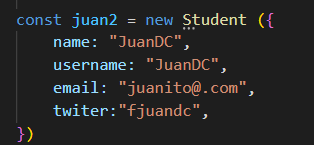 const juan2 = new Student ({
    name: "JuanDC",
    username: "JuanDC",
    email: "juanito@.com",
    twiter:"fjuandc",
})